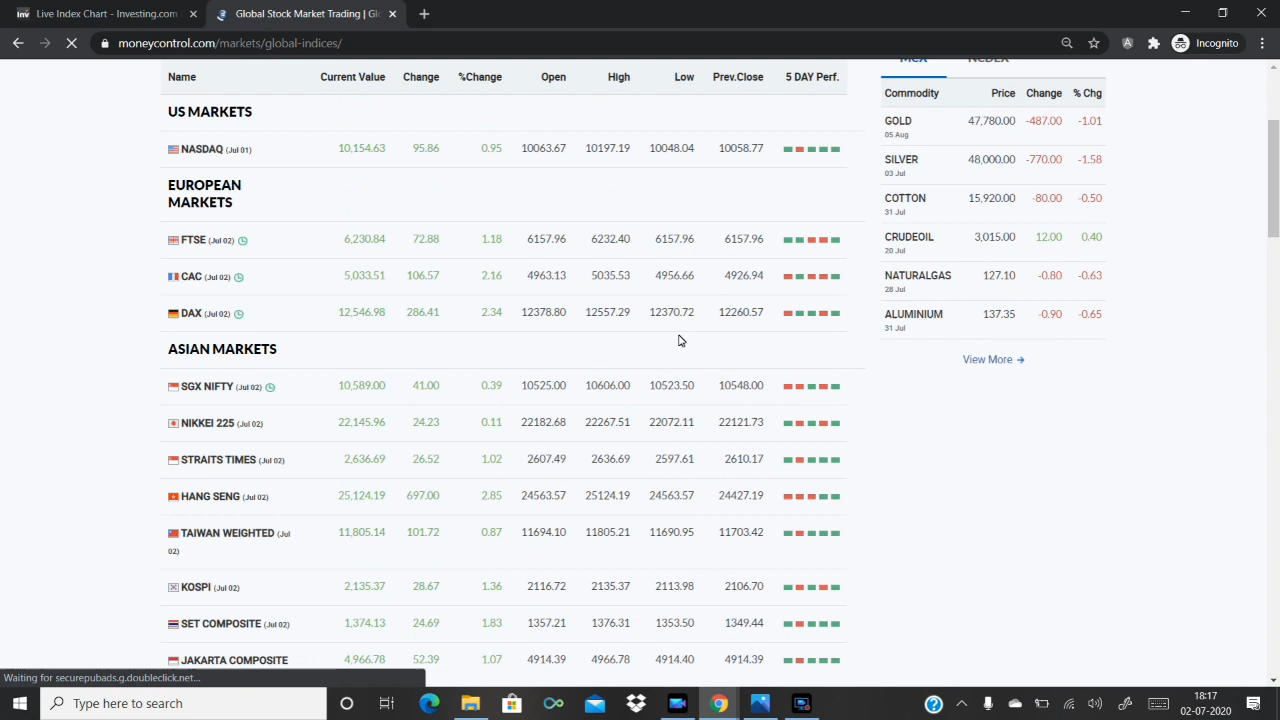 Live Index Chart - Investing.com
Global Stock Market Trading | Glo
moneycontrol.com/markets/global-indices/
Incognito
Name Current Value Change %Change Open High Low Prev.Close 5 DAY Perf.
US MARKETS
NASDAQ (Jul 01) 10,154.63 95.86 0.95 10063.67 10197.19 10048.04 10058.77
EUROPEAN
MARKETS
FTSE (Jul 02) 6,230.84 72.88 1.18 6157.96 6232.40 6157.96 6157.96
CAC (Jul 02) 5,033.51 106.57 2.16 4963.13 5035.53 4956.66 4926.94
DAX (Jul 02) 12,546.98 286.41 2.34 12378.80 12557.29 12370.72 12260.57
ASIAN MARKETS
SGX NIFTY (Jul 02) 10,589.00 41.00 0.39 10525.00 10606.00 10523.50 10548.00
NIKKEI 225 (Jul 02) 22,145.96 24.23 0.11 22182.68 22267.51 22072.11 22121.73
STRAITS TIMES (Jul 02) 2,636.69 26.52 1.02 2607.49 2636.69 2597.61 2610.17
HANG SENG (Jul 02) 25,124.19 697.00 2.85 24563.57 25124.19 24563.57 24427.19
TAIWAN WEIGHTED (Jul
02) 11,805.14 101.72 0.87 11694.10 11805.21 11690.95 11703.42
KOSPI (Jul 02) 2,135.37 28.67 1.36 2116.72 2135.37 2113.98 2106.70
SET COMPOSITE (Jul 02) 1,374.13 24.69 1.83 1357.21 1376.31 1353.50 1349.44
JAKARTA COMPOSITE 4,966.78 52.39 1.07 4914.39 4966.78 4914.40 4914.39
MCX NCDEX
Commodity Price Change % Chg
GOLD 47,780.00 -487.00 -1.01
05 Aug
SILVER 48,000.00 -770.00 -1.58
03 Jul
COTTON 15,920.00 -80.00 -0.50
31 Jul
CRUDEOIL 3,015.00 12.00 0.40
20 Jul
NATURALGAS 127.10 -0.80 -0.63
28 Jul
ALUMINIUM 137.35 -0.90 -0.65
31 Jul
View More
Waiting for securepubads.g.doubleclick.net...
Type here to search
18:17
02-07-2020